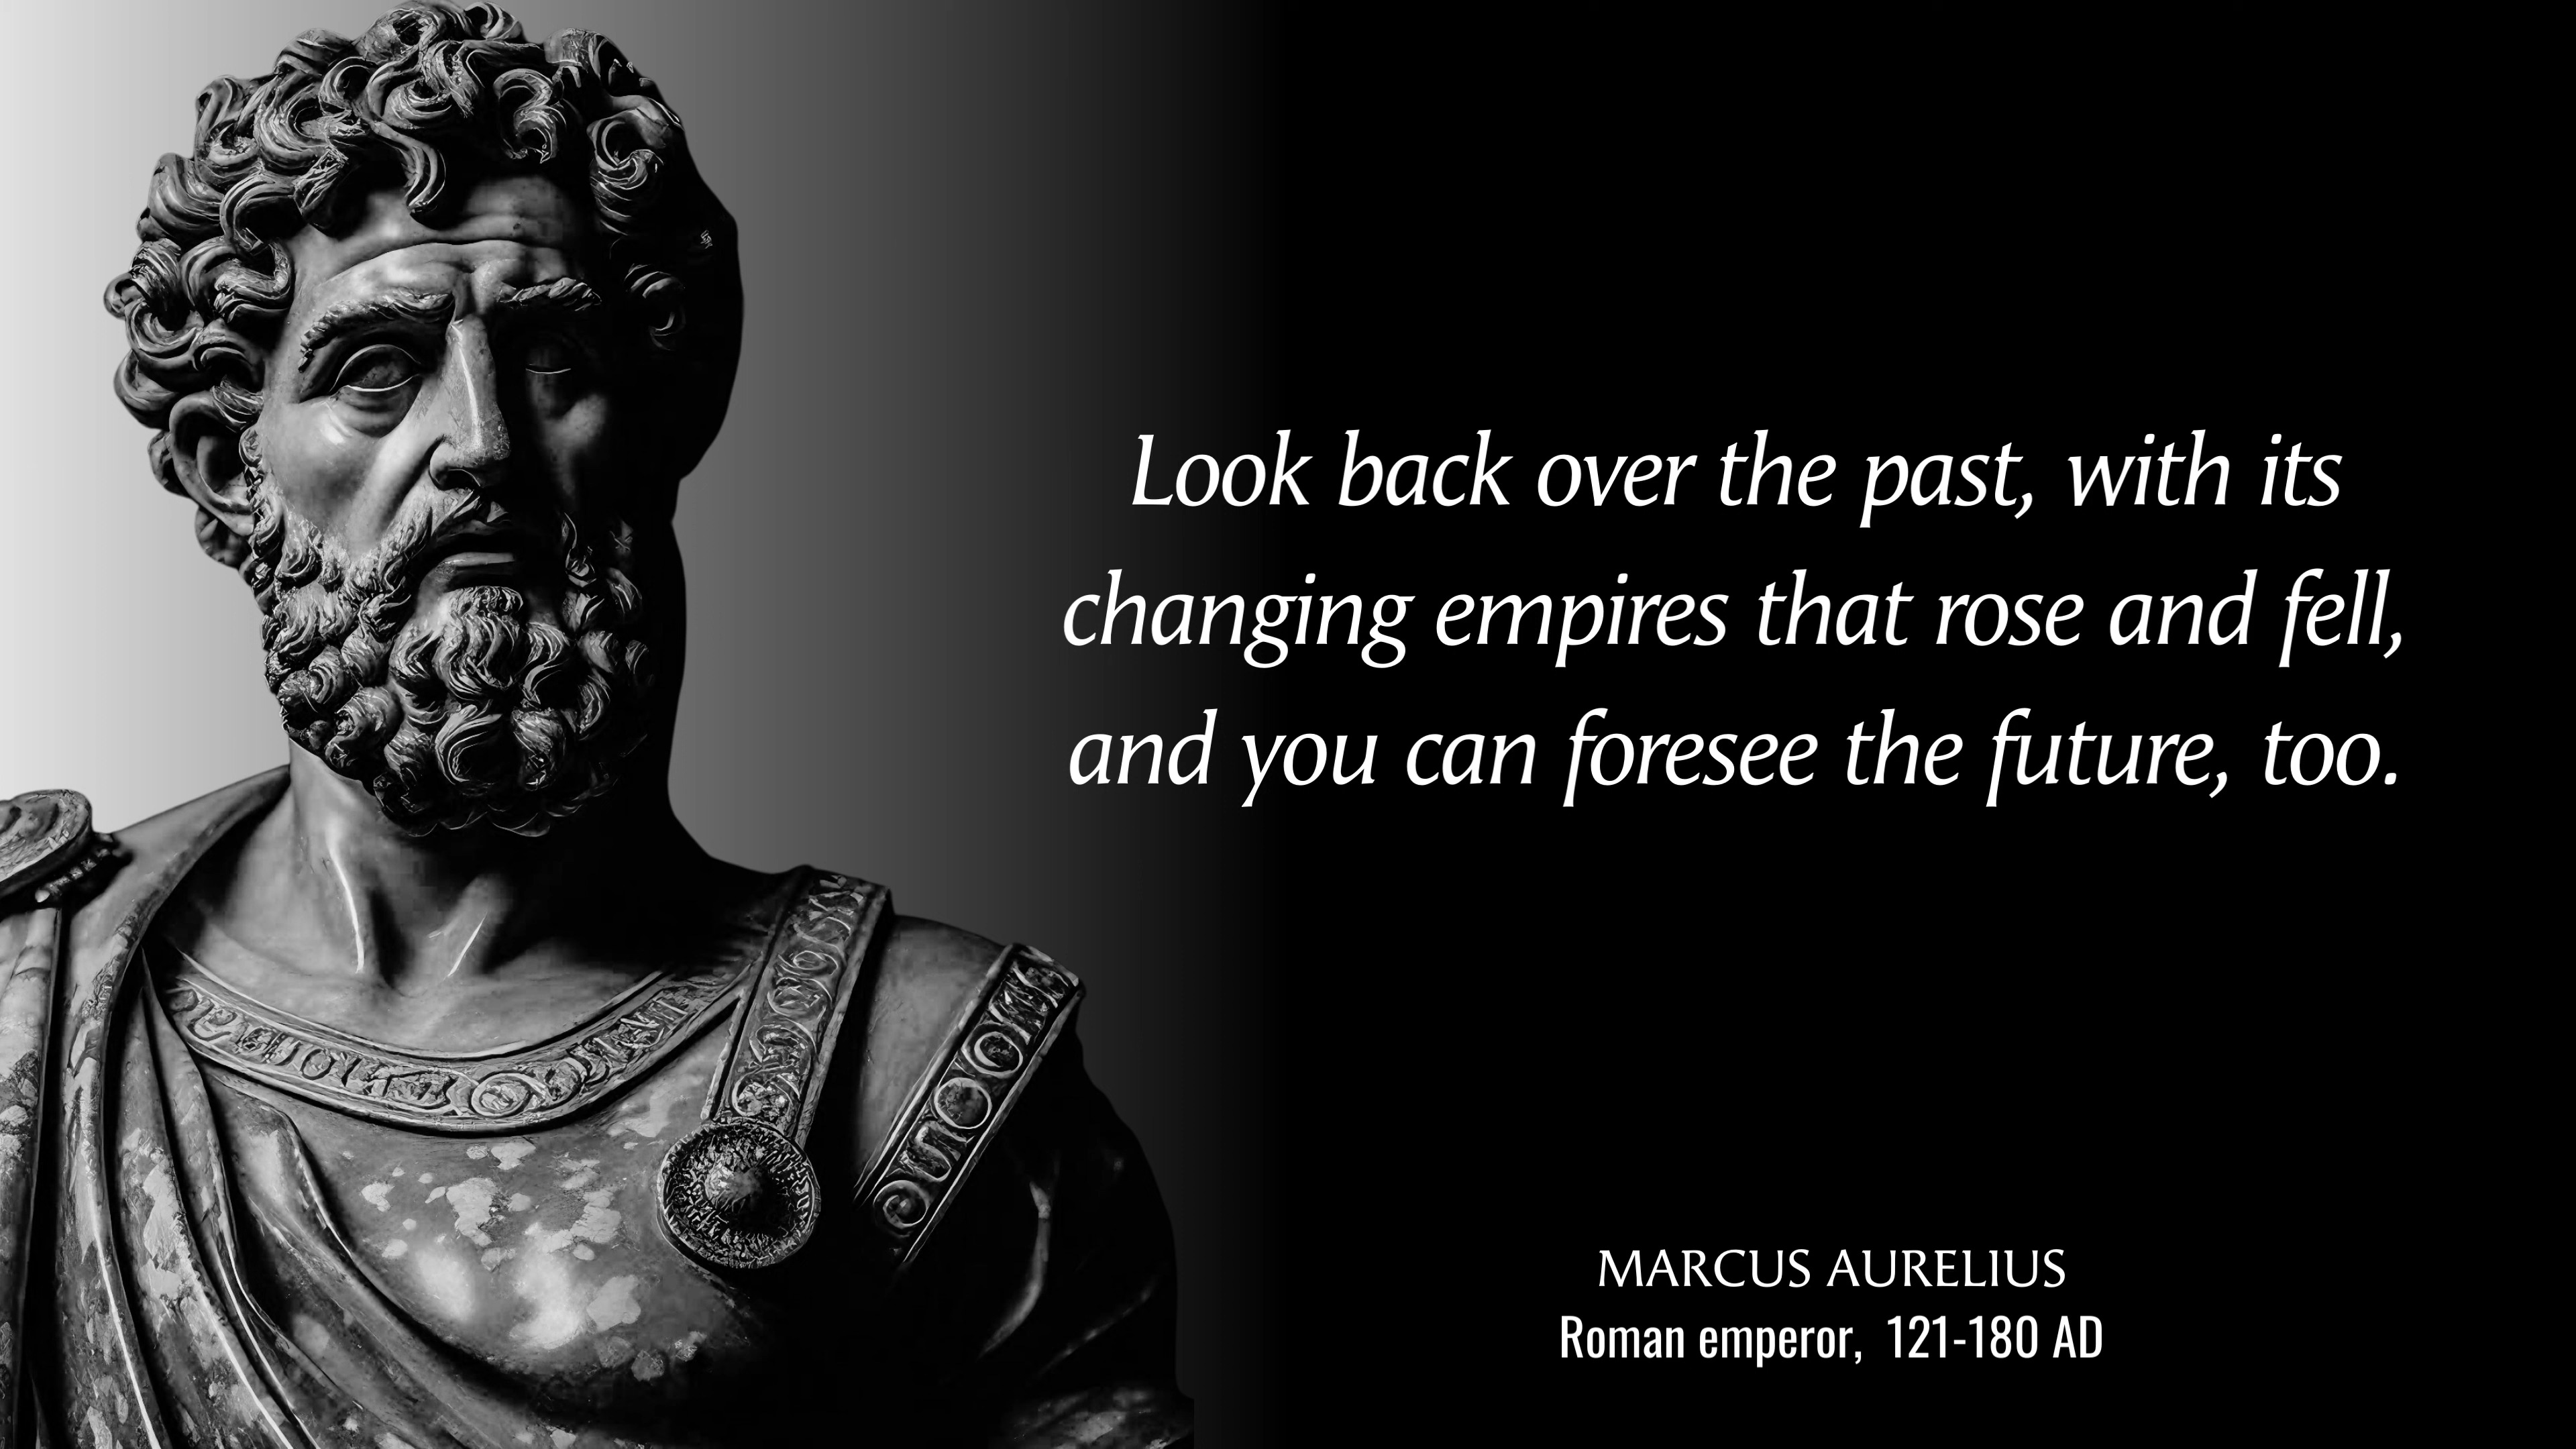 Look back over the past, with its
changing empires that rose and fell,
and you can foresee the future, too.
MARCUS AURELIUS
Roman emperor, 121-180 AD